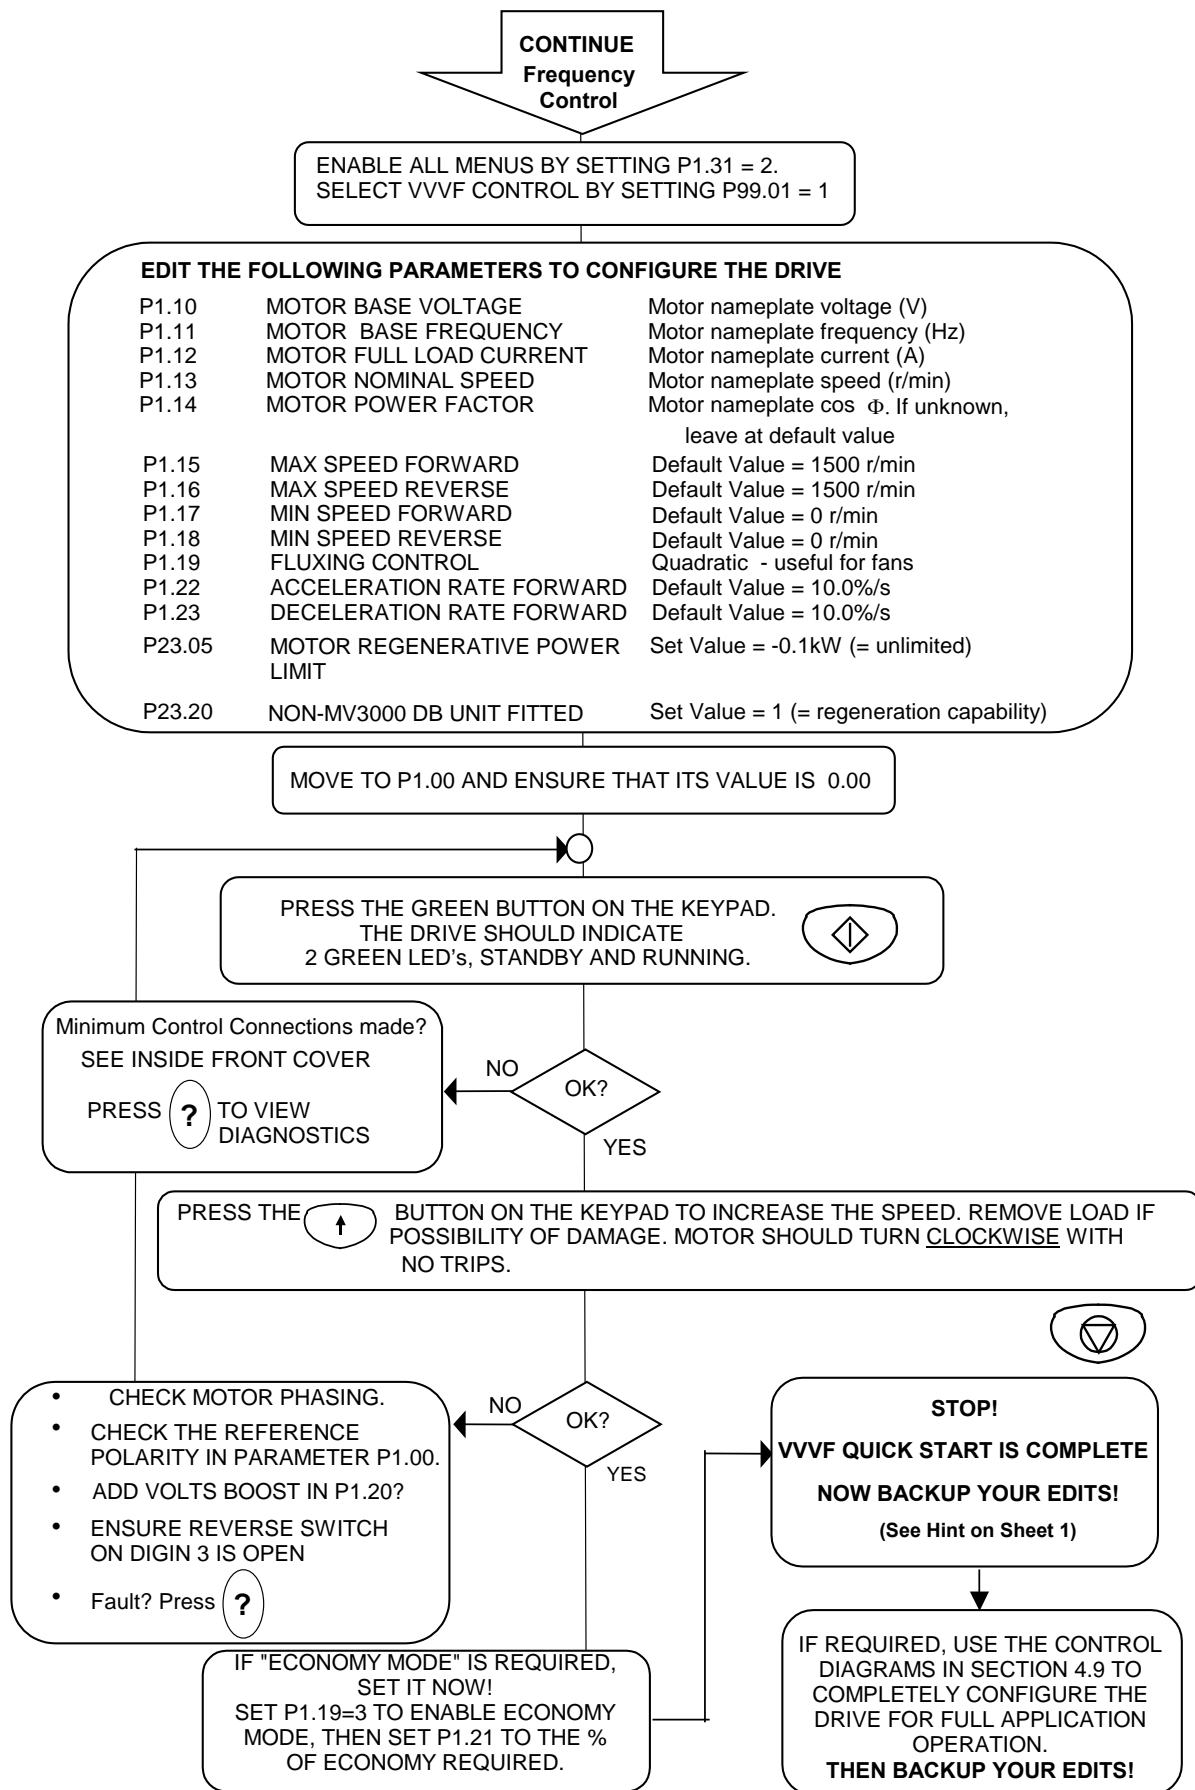 CONTINUE
Frequency
Control
ENABLE ALL MENUS BY SETTING P1.31 = 2.
SELECT VVVF CONTROL BY SETTING P99.01 = 1
EDIT THE FOLLOWING PARAMETERS TO CONFIGURE THE DRIVE
P1.10 MOTOR BASE VOLTAGE Motor nameplate voltage (V)
P1.11 MOTOR BASE FREQUENCY Motor nameplate frequency (Hz)
P1.12 MOTOR FULL LOAD CURRENT Motor nameplate current (A)
P1.13 MOTOR NOMINAL SPEED Motor nameplate speed (r/min)
P1.14 MOTOR POWER FACTOR Motor nameplate cos Φ. If unknown,
leave at default value
P1.15 MAX SPEED FORWARD Default Value = 1500 r/min
P1.16 MAX SPEED REVERSE Default Value = 1500 r/min
P1.17 MIN SPEED FORWARD Default Value = 0 r/min
P1.18 MIN SPEED REVERSE Default Value = 0 r/min
P1.19 FLUXING CONTROL Quadratic - useful for fans
P1.22 ACCELERATION RATE FORWARD Default Value = 10.0%/s
P1.23 DECELERATION RATE FORWARD Default Value = 10.0%/s
P23.05 MOTOR REGENERATIVE POWER Set Value = -0.1kW (= unlimited)
LIMIT
P23.20 NON-MV3000 DB UNIT FITTED Set Value = 1 (= regeneration capability)
MOVE TO P1.00 AND ENSURE THAT ITS VALUE IS 0.00
PRESS THE GREEN BUTTON ON THE KEYPAD.
THE DRIVE SHOULD INDICATE
2 GREEN LED's, STANDBY AND RUNNING.
Minimum Control Connections made?
SEE INSIDE FRONT COVER
PRESS ? TO VIEW
DIAGNOSTICS
NO
OK?
YES
PRESS THE BUTTON ON THE KEYPAD TO INCREASE THE SPEED. REMOVE LOAD IF
POSSIBILITY OF DAMAGE. MOTOR SHOULD TURN CLOCKWISE WITH
NO TRIPS.
• CHECK MOTOR PHASING.
• CHECK THE REFERENCE
POLARITY IN PARAMETER P1.00.
• ADD VOLTS BOOST IN P1.20?
• ENSURE REVERSE SWITCH
ON DIGIN 3 IS OPEN
• Fault? Press ?
NO
OK?
YES
IF "ECONOMY MODE" IS REQUIRED,
SET IT NOW!
SET P1.19=3 TO ENABLE ECONOMY
MODE, THEN SET P1.21 TO THE %
OF ECONOMY REQUIRED.
STOP!
VVVF QUICK START IS COMPLETE
NOW BACKUP YOUR EDITS!
(See Hint on Sheet 1)
IF REQUIRED, USE THE CONTROL
DIAGRAMS IN SECTION 4.9 TO
COMPLETELY CONFIGURE THE
DRIVE FOR FULL APPLICATION
OPERATION.
THEN BACKUP YOUR EDITS!